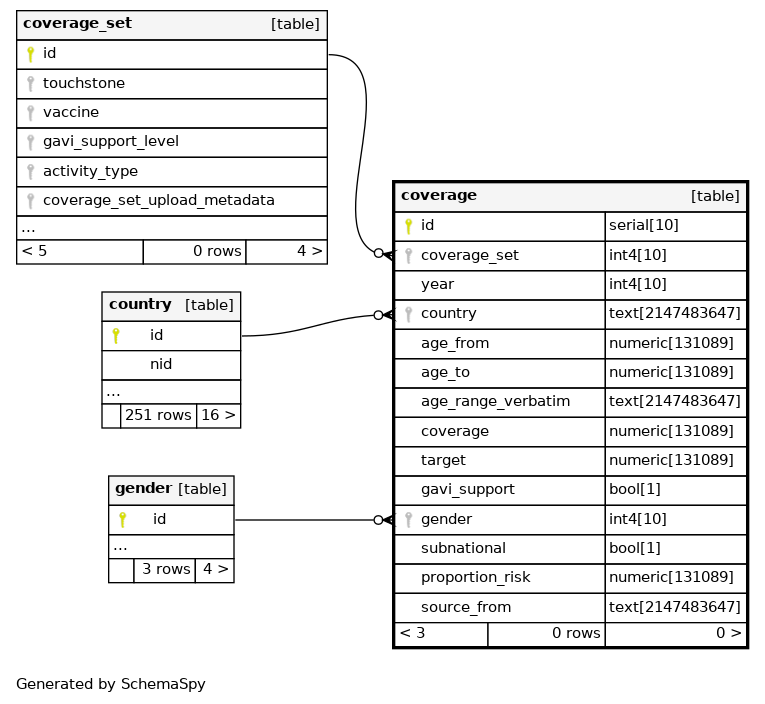 coverage_set [table]
id
touchstone
vaccine
gavi_support_level
activity_type
coverage_set_upload_metadata
...
< 5 0 rows 4 >
country [table]
id
nid
...
251 rows 16 >
gender [table]
id
...
3 rows 4 >
coverage [table]
id serial[10]
coverage_set int4[10]
year int4[10]
country text[2147483647]
age_from numeric[131089]
age_to numeric[131089]
age_range_verbatim text[2147483647]
coverage numeric[131089]
target numeric[131089]
gavi_support bool[1]
gender int4[10]
subnational bool[1]
proportion_risk numeric[131089]
source_from text[2147483647]
< 3 0 rows 0 >
Generated by SchemaSpy